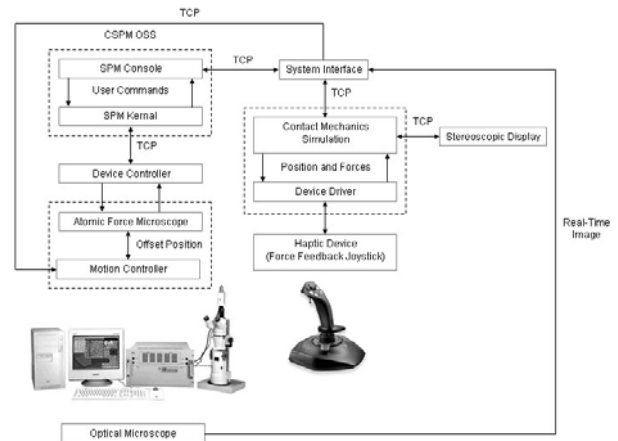 TCP
CSPM OSS
SPM Console
TCP
System Interface
User Commands
TCP
SPM Kernal
Contact Mechanics
Simulation
TCP
Stereoscopic Display
TCP
Device Controller
Position and Forces
Device Driver
Atomic Force Microscope
Real-Time
Image
Offset Position
Haptic Device
(Force Feedback Joystick)
Motion Controller
Optical Microscope